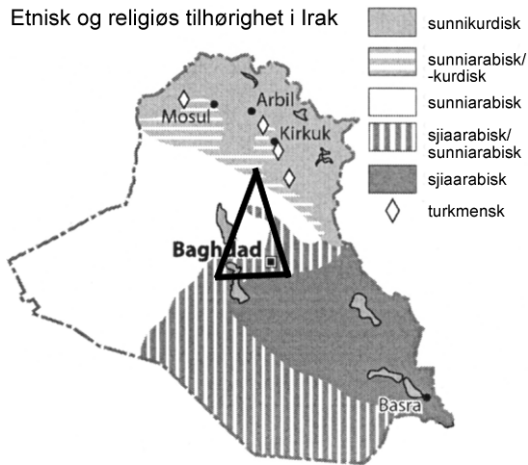 Etnisk og religiøs tilhørighet i Irak
sunnikurdisk
sunniarabisk/
-kurdisk
sunniarabisk
sjiaarabisk/
sunniarabisk
sjiaarabisk
turkmensk
Arbil
Mosul
Kirkuk
Baghdad
Basra